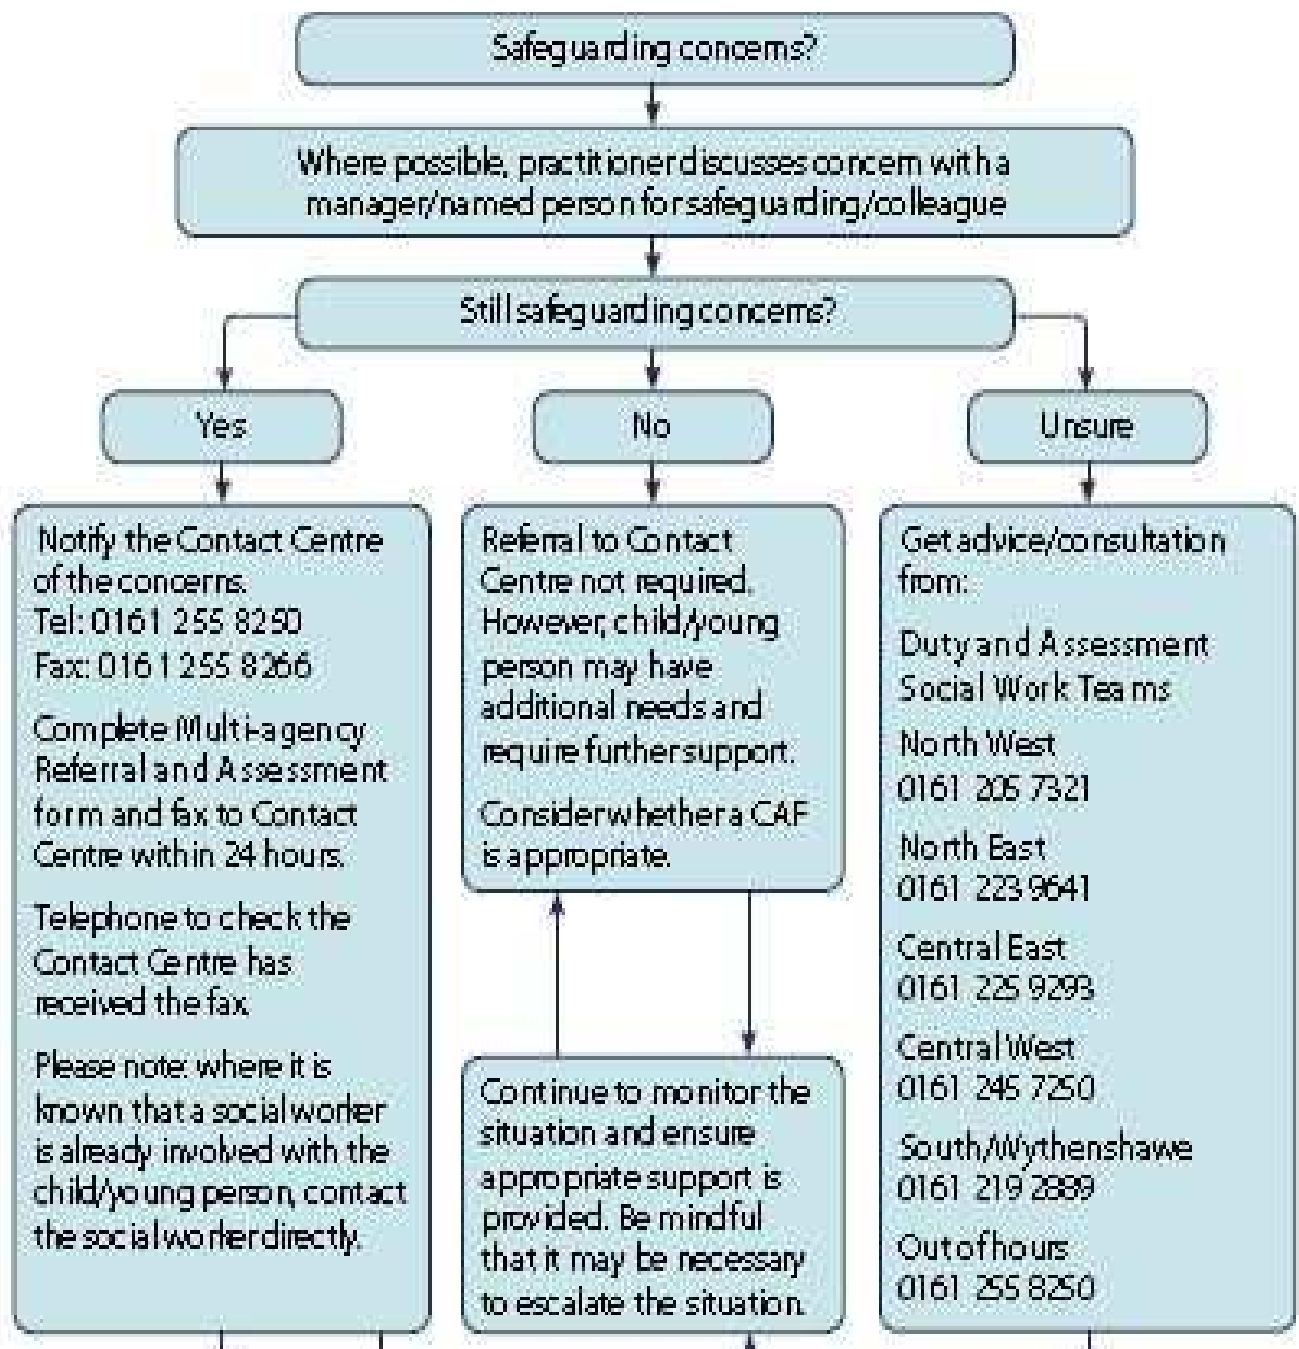 Safeguarding concerns?
Where possible, practitioner discusses concern with a
manager/named person for safeguarding/colleague
Still safeguarding concerns?
Yes
No
Unsure
Notify the Contact Centre
of the concerns.
Tel: 0161 255 8250
Fax: 0161 255 8266
Complete Multi-agency
Referral and Assessment
form and fax to Contact
Centre within 24 hours.
Telephone to check the
Contact Centre has
received the fax.
Please note: where it is
known that a social worker
is already involved with the
child/young person, contact
the social worker directly.
Referral to Contact
Centre not required.
However, child/young
person may have
additional needs and
require further support.
Consider whether a CAF
is appropriate.
Continue to monitor the
situation and ensure
appropriate support is
provided. Be mindful
that it may be necessary
to escalate the situation.
Get advice/consultation
from:
Duty and Assessment
Social Work Teams
North West
0161 205 7321
North East
0161 223 9641
Central East
0161 225 9293
Central West
0161 245 7250
South/Wythenshawe
0161 219 2889
Out of hours
0161 255 8250